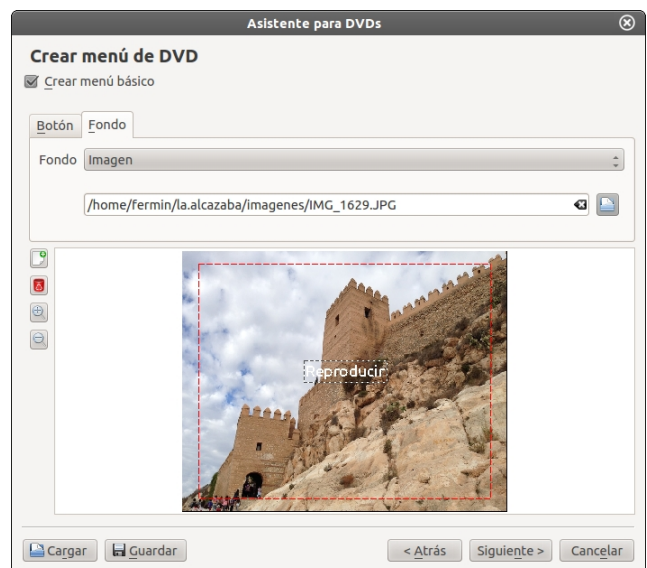 Asistente para DVDs
Crear menú de DVD
Crear menú básico
Botón Fondo
Fondo Imagen
/home/fermin/la.alcazaba/imagenes/IMG_1629.JPG
Reproducir
Cargar Guardar < Atrás Siguiente > Cancelar